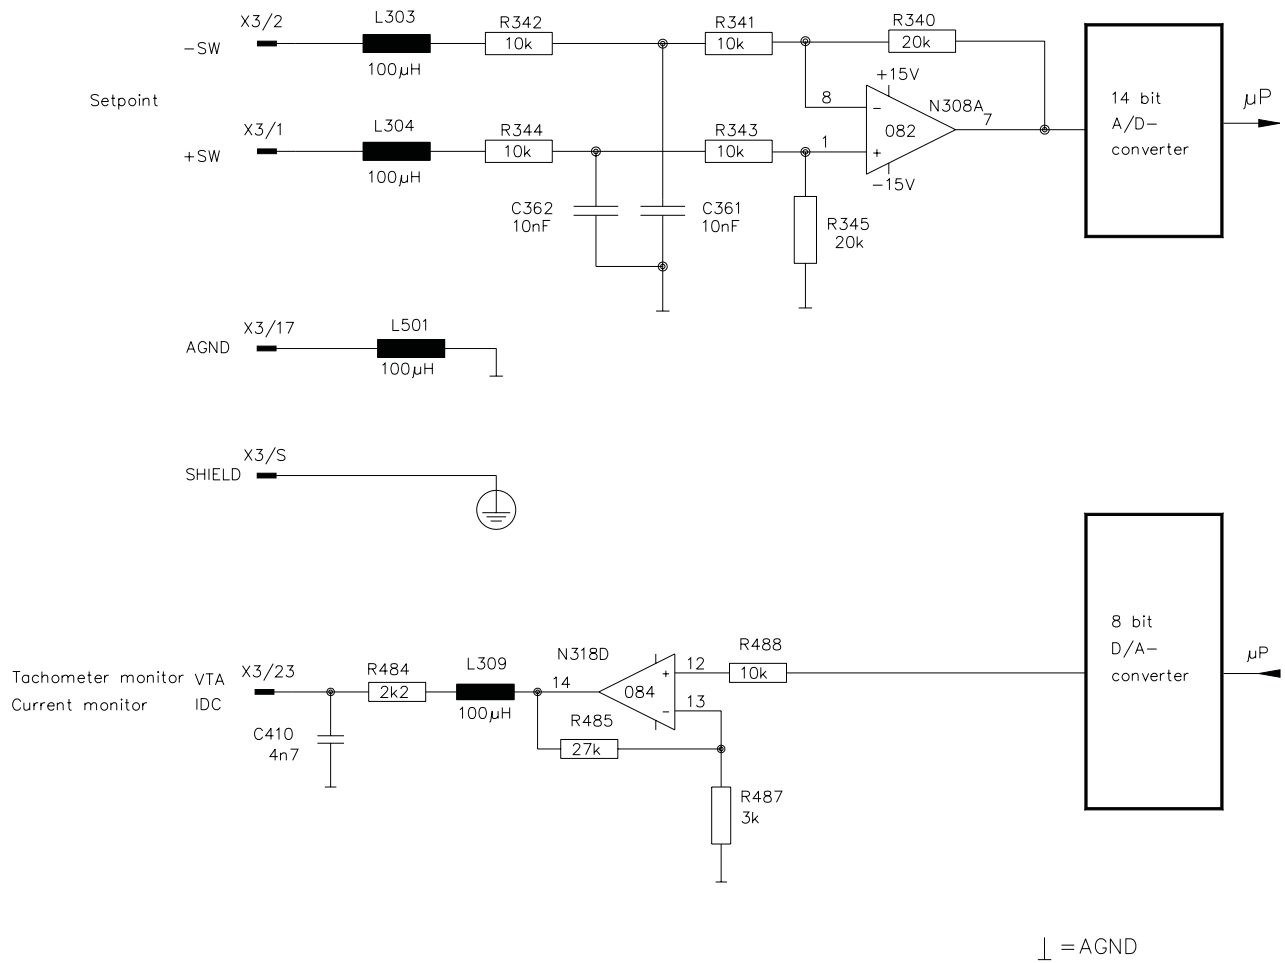 X3/2 L303 R342 R341 R340
-SW 10k 10k 20k
100µH
+15V
Setpoint 8 − N308A 14 bit µP
X3/1 L304 R344 R343 1 082 7 A/D-
+SW 10k 10k + converter
100µH -15V
C362 C361 R345
10nF 10nF 20k
X3/17 L501
AGND
100µH
X3/S
SHIELD
8 bit
N318D 12 R488 D/A- µP
X3/23 R484 L309 14 084 + 10k converter
Tachometer monitor VTA 2k2 13
Current monitor IDC 100µH −
C410 R485
4n7 27k
R487
3k
⊥ =AGND